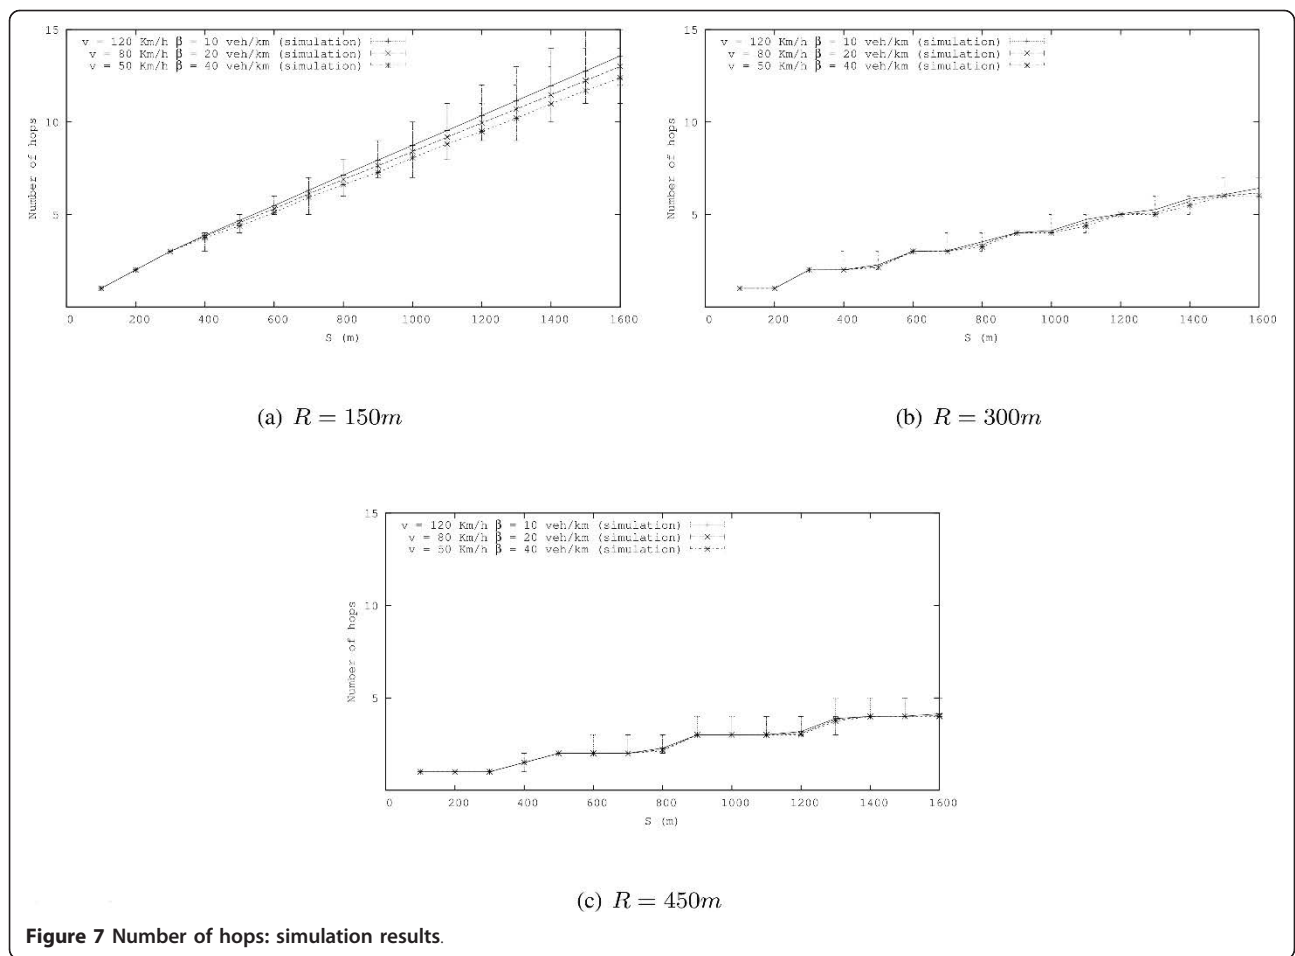 15
v = 120 Km/h β = 10 veh/km (simulation)
v = 80 Km/h β = 20 veh/km (simulation)
v = 50 Km/h β = 40 veh/km (simulation)
10
Number of hops
5
0 200 400 600 800 1000 1200 1400 1600
S (m)
(a) R = 150m
15
v = 120 Km/h β = 10 veh/km (simulation)
v = 80 Km/h β = 20 veh/km (simulation)
v = 50 Km/h β = 40 veh/km (simulation)
10
Number of hops
5
0 200 400 600 800 1000 1200 1400 1600
S (m)
(b) R = 300m
15
v = 120 Km/h β = 10 veh/km (simulation)
v = 80 Km/h β = 20 veh/km (simulation)
v = 50 Km/h β = 40 veh/km (simulation)
10
Number of hops
5
0 200 400 600 800 1000 1200 1400 1600
S (m)
(c) R = 450m
Figure 7 Number of hops: simulation results.